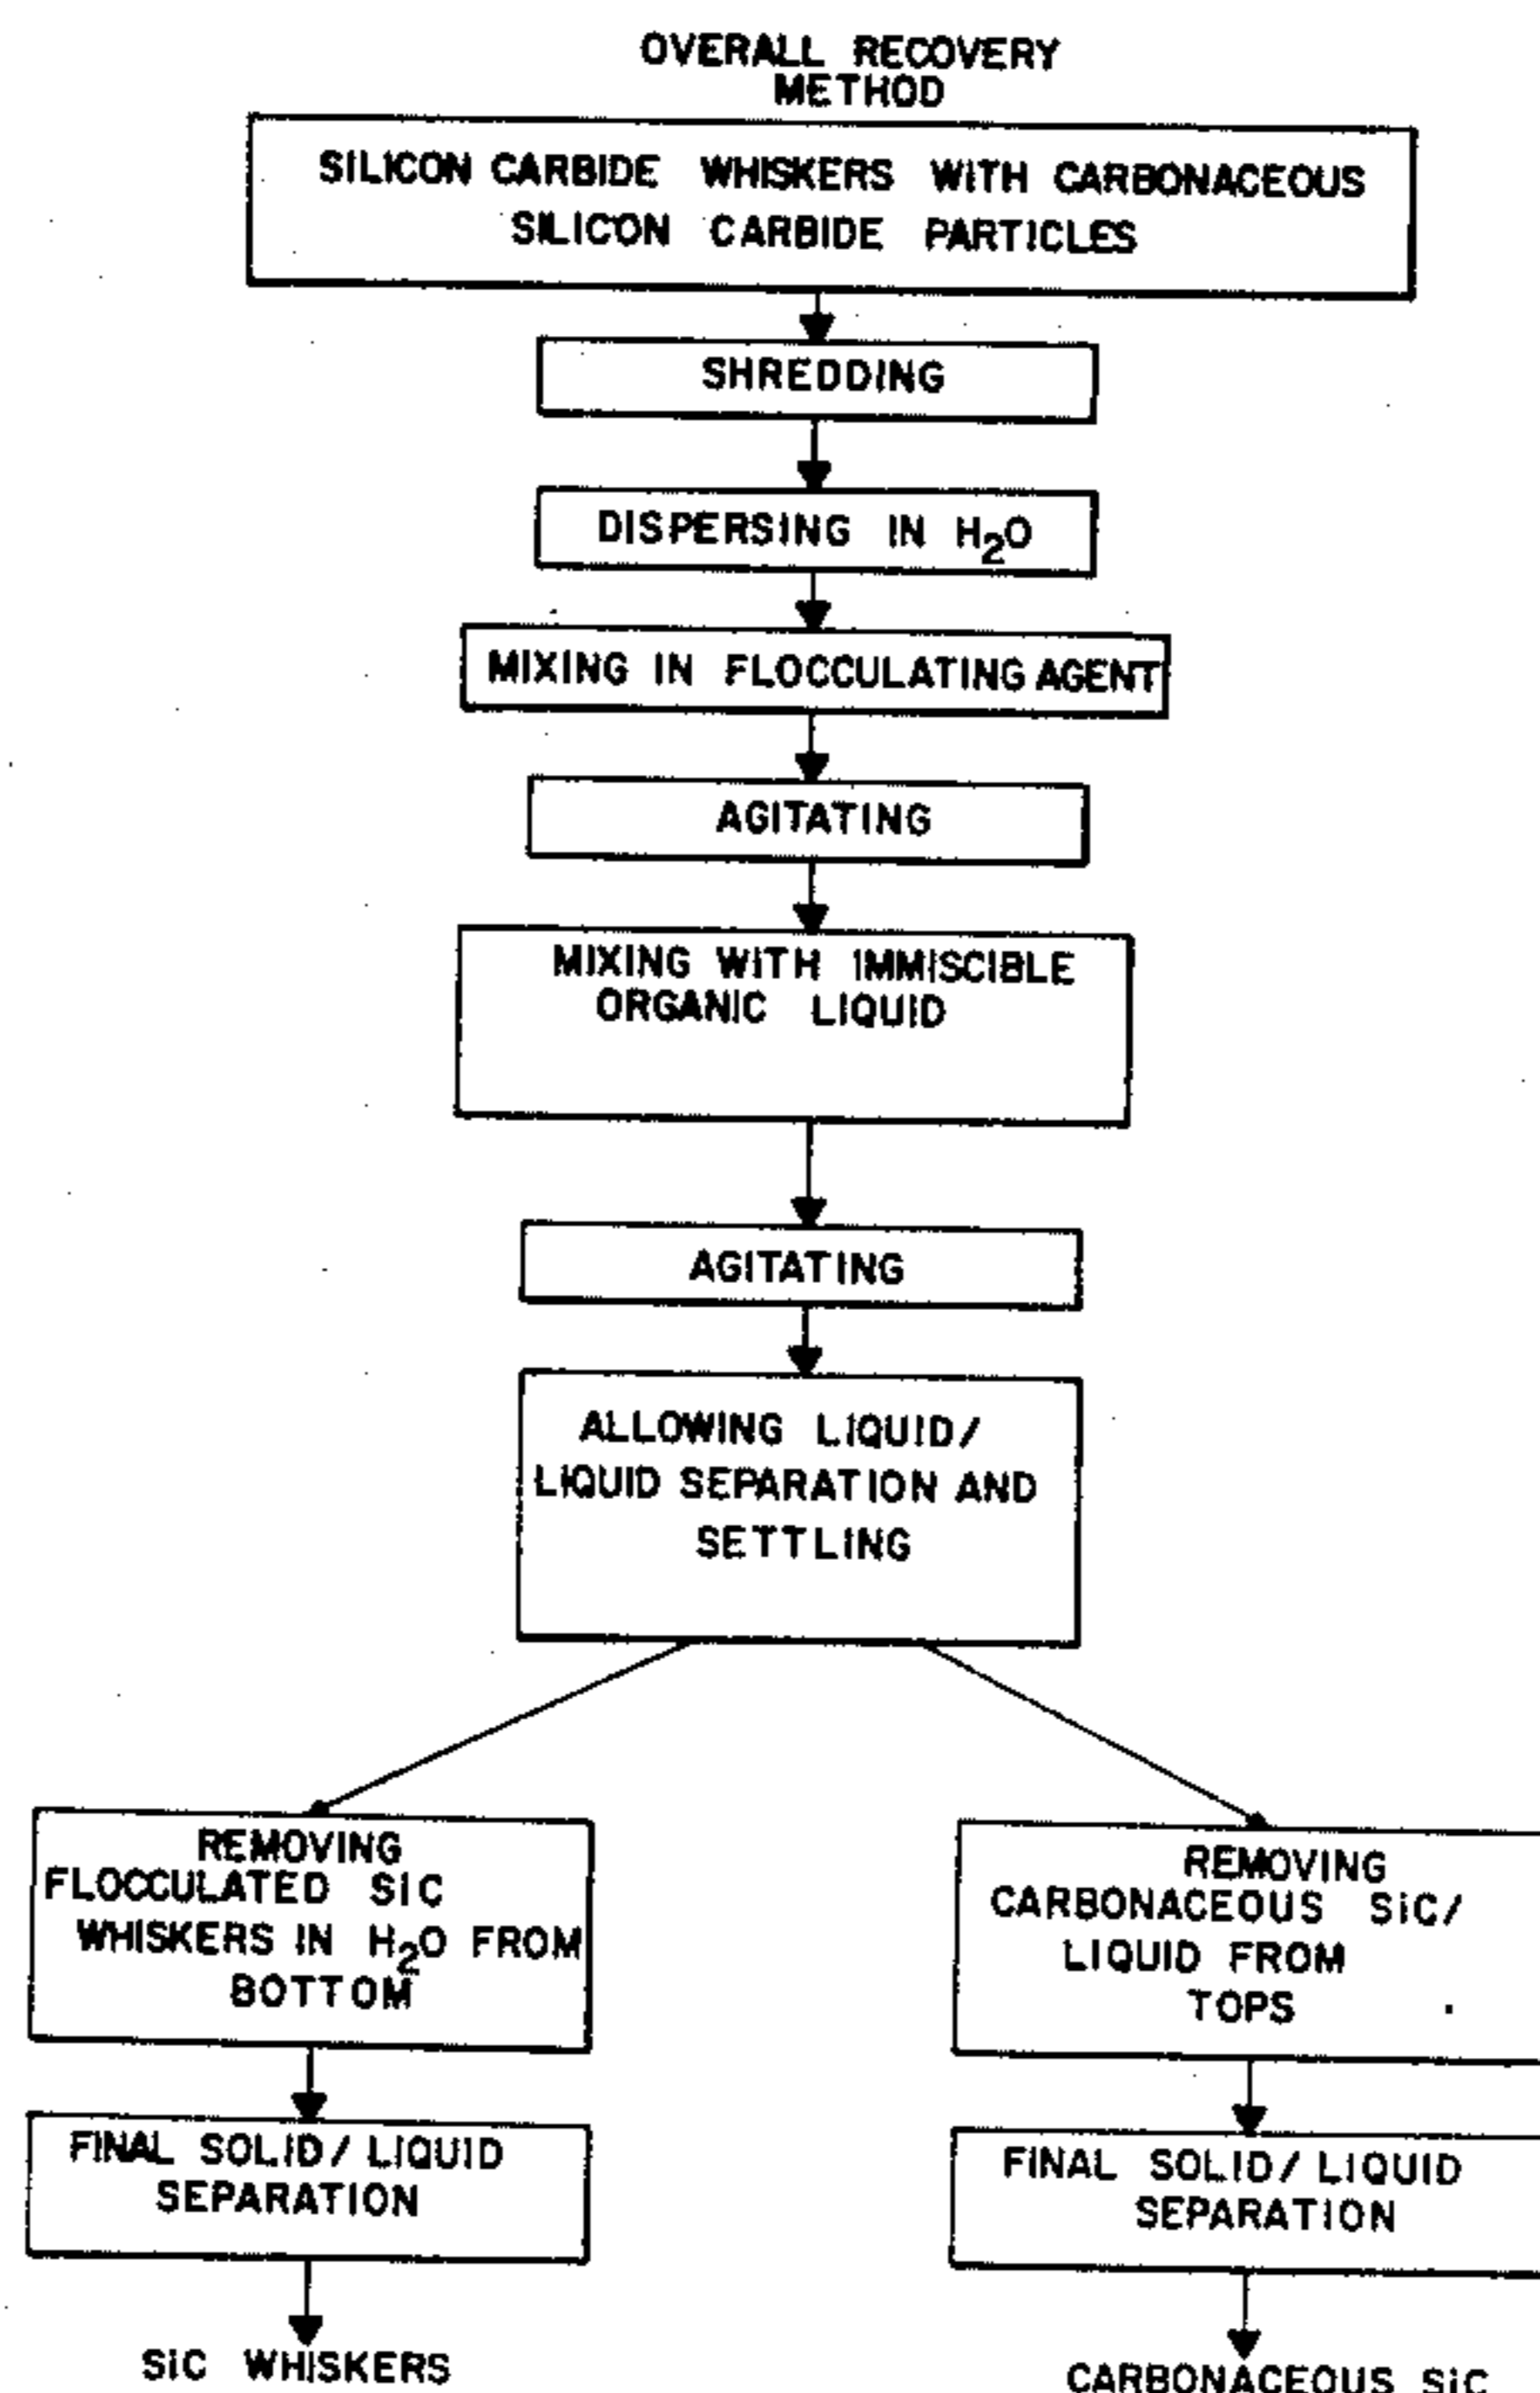 OVERALL RECOVERY
METHOD
SILICON CARBIDE WHISKERS WITH CARBONACEOUS
SILICON CARBIDE PARTICLES
SHREDDING
DISPERSING IN H2O
MIXING IN FLOCCULATING AGENT
AGITATING
MIXING WITH IMMISCIBLE
ORGANIC LIQUID
AGITATING
ALLOWING LIQUID/
LIQUID SEPARATION AND
SETTLING
REMOVING
FLOCCULATED SiC
WHISKERS IN H2O FROM
BOTTOM
FINAL SOLID/LIQUID
SEPARATION
SiC WHISKERS
REMOVING
CARBONACEOUS SiC/
LIQUID FROM
TOPS
FINAL SOLID/LIQUID
SEPARATION
CARBONACEOUS SiC